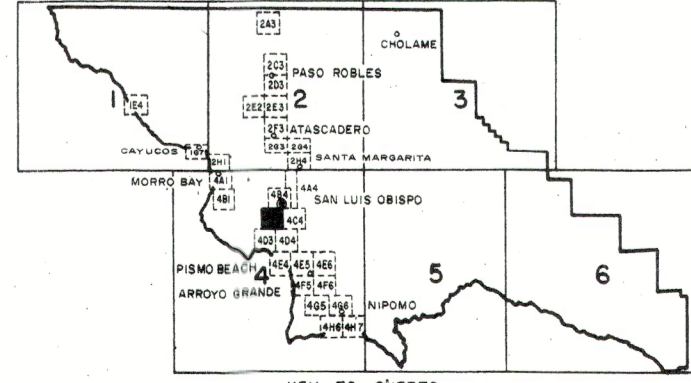 2A3
CHOLAME
2C3
PASO ROBLES
2D3
1
1E4
2E2 2E3
2
3
2F3
ATASCADERO
CAYUCOS
2G3 2G4
2H1
2H4
SANTA MARGARITA
MORRO BAY
4A1
4A4
4B1
4B4
SAN LUIS OBISPO
4C4
4D3 4D4
PISMO BEACH
4
4E4 4E5 4E6
5
6
ARROYO GRANDE
4F5 4F6
4G5 4G6
NIPOMO
4H6 4H7